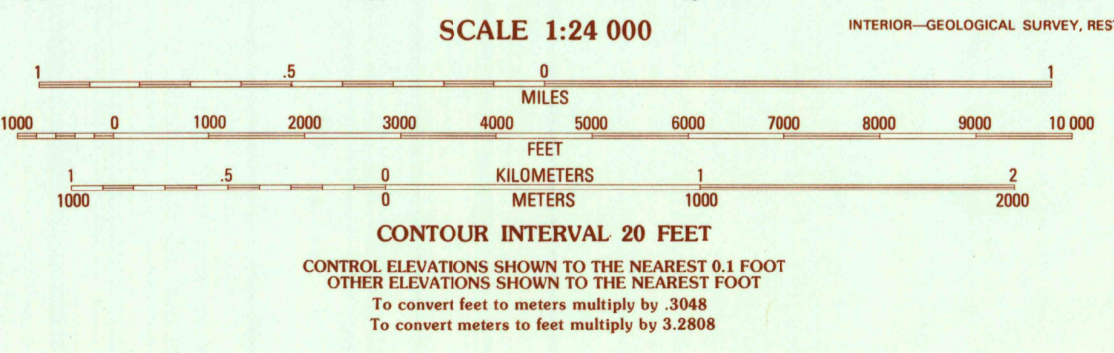 SCALE 1:24 000
INTERIOR—GEOLOGICAL SURVEY, RES
1 .5 0 1
MILES
1000 0 1000 2000 3000 4000 5000 6000 7000 8000 9000 10 000
FEET
1 .5 0 KILOMETERS 1 2
1000 0 METERS 1000 2000
CONTOUR INTERVAL 20 FEET
CONTROL ELEVATIONS SHOWN TO THE NEAREST 0.1 FOOT
OTHER ELEVATIONS SHOWN TO THE NEAREST FOOT
To convert feet to meters multiply by .3048
To convert meters to feet multiply by 3.2808